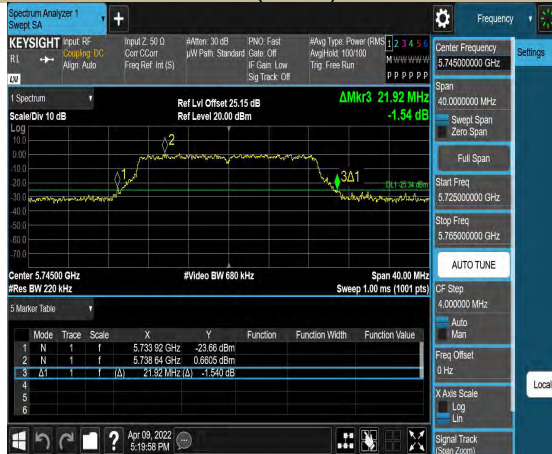 Spectrum Analyzer 1
Swept SA
+
Frequency
KEYSIGHT
RL
Input: RF
Coupling: DC
Align: Auto
Input Z: 50 Ω
Corr CCorr
Freq Ref: Int (S)
#Atten: 30 dB
µW Path: Standard
PNO: Fast
Gate: Off
IF Gain: Low
Sig Track: Off
#Avg Type: Power (RMS
Avg|Hold: 100/100
Trig: Free Run
1 2 3 4 5 6
M W W W W W
P P P P P P
LW
1 Spectrum
Scale/Div 10 dB
Ref Lvl Offset 25.15 dB
Ref Level 20.00 dBm
ΔMkr3 21.92 MHz
-1.54 dB
Log
10.0
0.00
-10.0
-20.0
-30.0
-40.0
-50.0
-60.0
-70.0
1
2
3Δ1
DL1 -25.34 dBm
Center 5.74500 GHz
#Res BW 220 kHz
#Video BW 680 kHz
Span 40.00 MHz
Sweep 1.00 ms (1001 pts)
5 Marker Table
Mode Trace Scale X Y Function Function Width Function Value
1 N 1 f 5.733 92 GHz -23.66 dBm
2 N 1 f 5.738 64 GHz 0.6605 dBm
3 Δ1 1 f (Δ) 21.92 MHz (Δ) -1.540 dB
4
5
6
Apr 09, 2022
5:19:58 PM
?
Center Frequency
5.745000000 GHz
Settings
Span
40.0000000 MHz
Swept Span
Zero Span
Full Span
Start Freq
5.725000000 GHz
Stop Freq
5.765000000 GHz
AUTO TUNE
CF Step
4.000000 MHz
Auto
Man
Freq Offset
0 Hz
X Axis Scale
Log
Lin
Local
Signal Track
(Span Zoom)